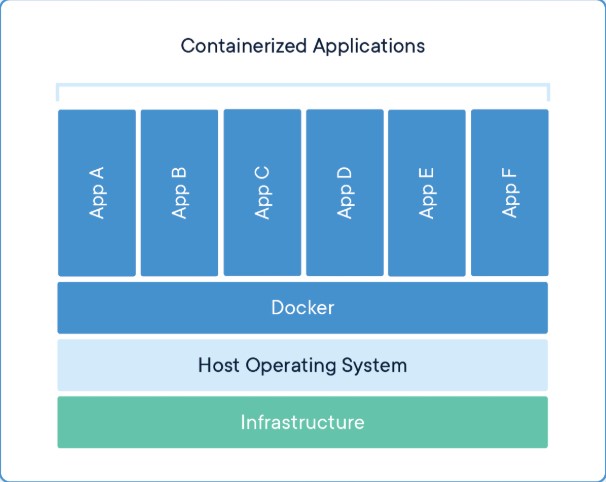 Containerized Applications
App A
App B
App C
App D
App E
App F
Docker
Host Operating System
Infrastructure